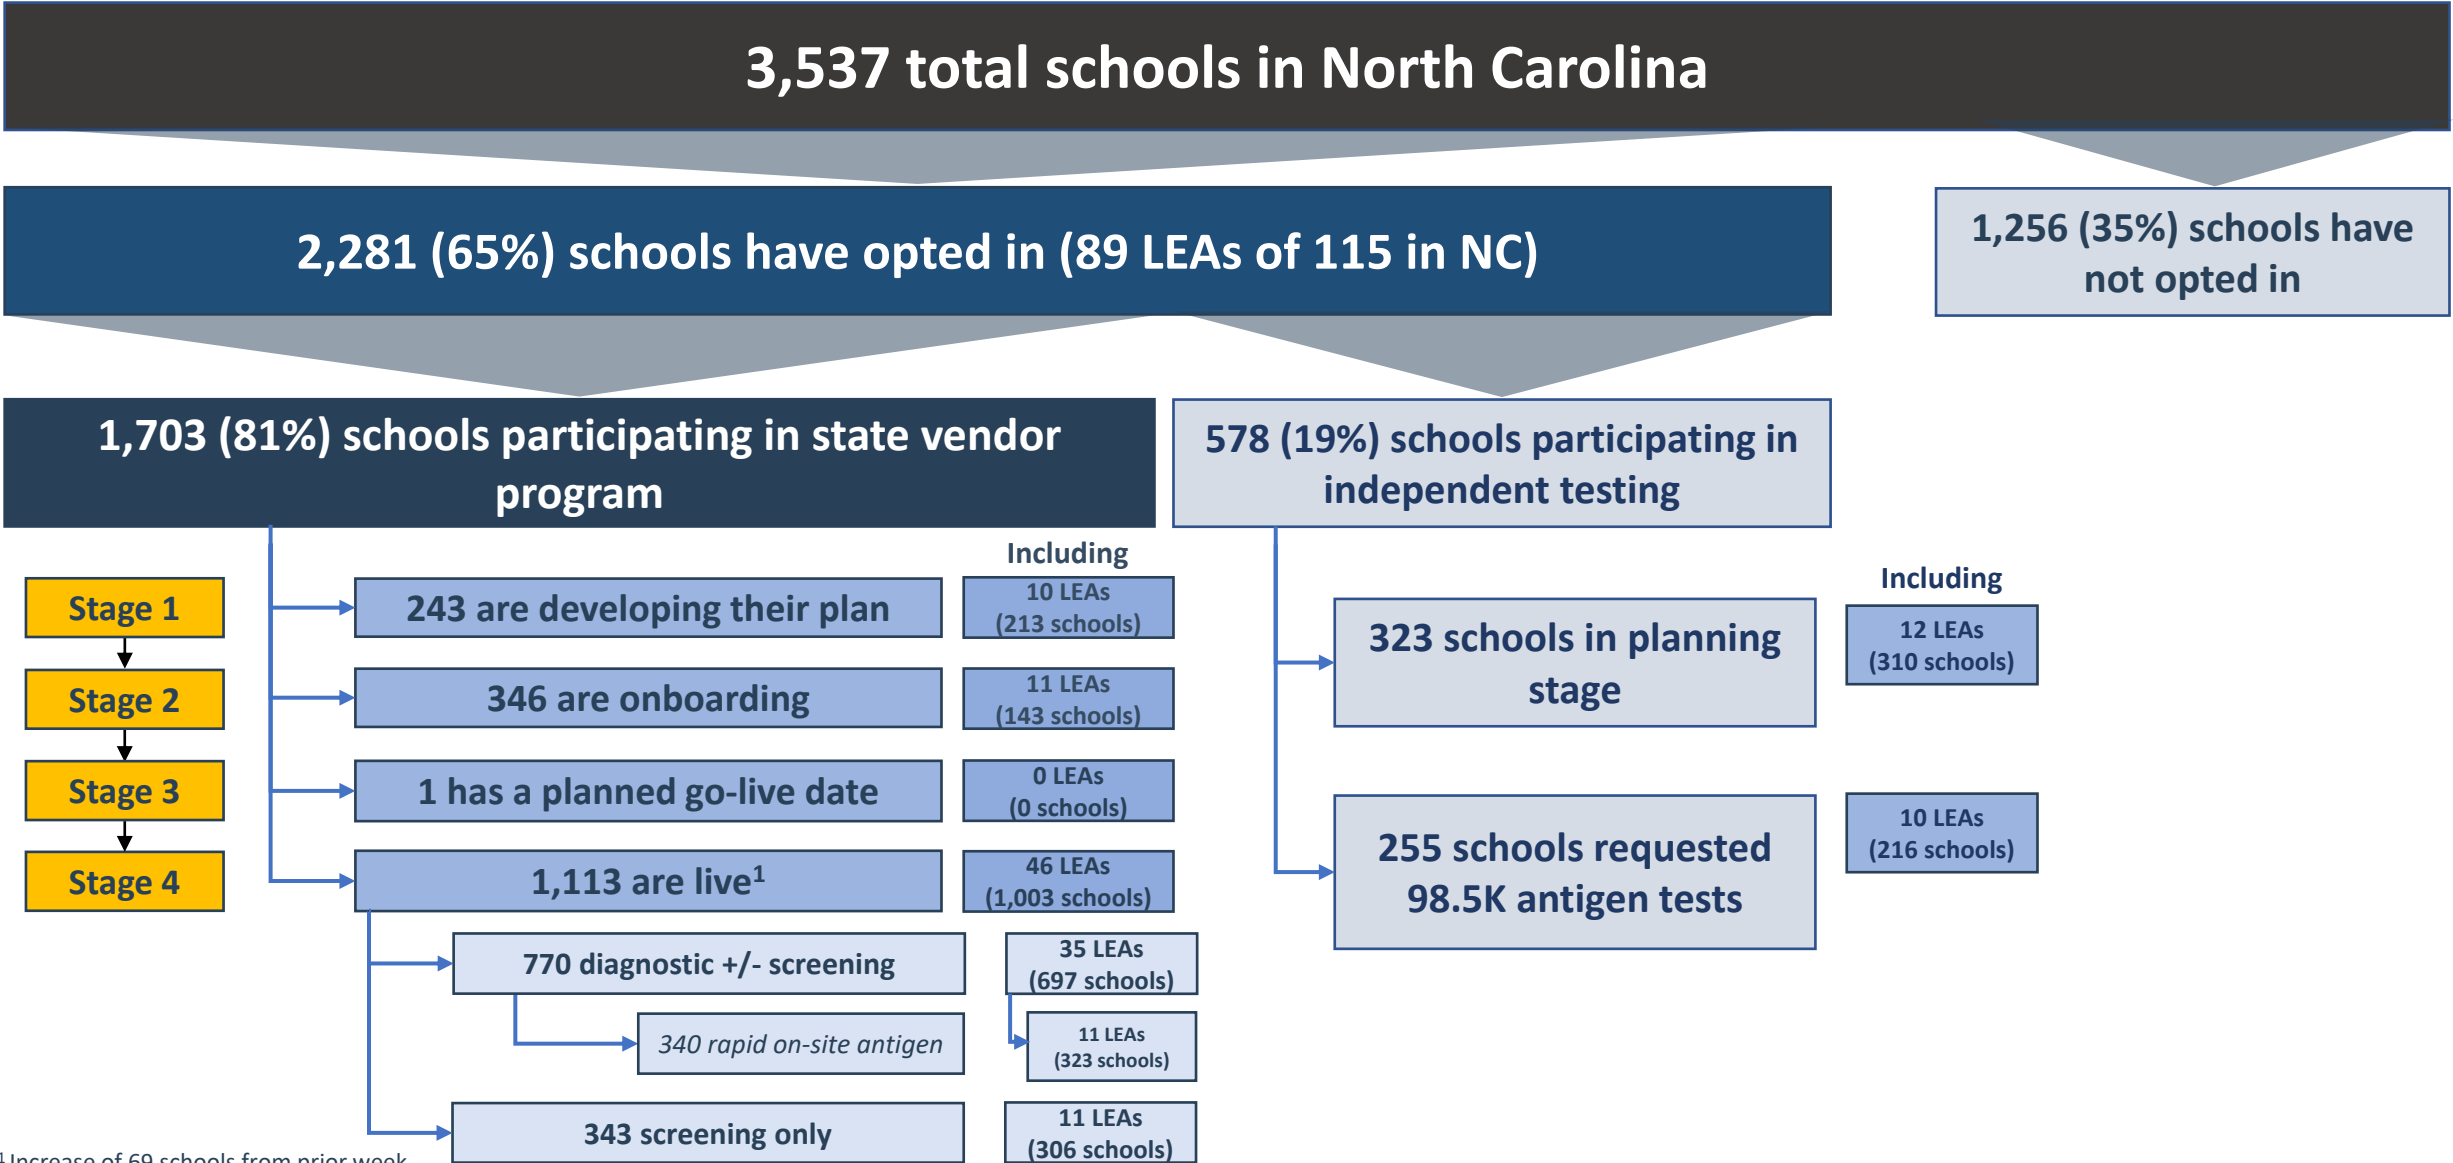 3,537 total schools in North Carolina
2,281 (65%) schools have opted in (89 LEAs of 115 in NC)
1,256 (35%) schools have
not opted in
1,703 (81%) schools participating in state vendor
program
578 (19%) schools participating in
independent testing
Including
Stage 1
243 are developing their plan
10 LEAs
(213 schools)
Stage 2
346 are onboarding
11 LEAs
(143 schools)
Stage 3
1 has a planned go-live date
0 LEAs
(0 schools)
Stage 4
1,113 are live¹
46 LEAs
(1,003 schools)
770 diagnostic +/- screening
35 LEAs
(697 schools)
340 rapid on-site antigen
11 LEAs
(323 schools)
343 screening only
11 LEAs
(306 schools)
Including
323 schools in planning
stage
12 LEAs
(310 schools)
255 schools requested
98.5K antigen tests
10 LEAs
(216 schools)
¹ Increase of 69 schools from prior week